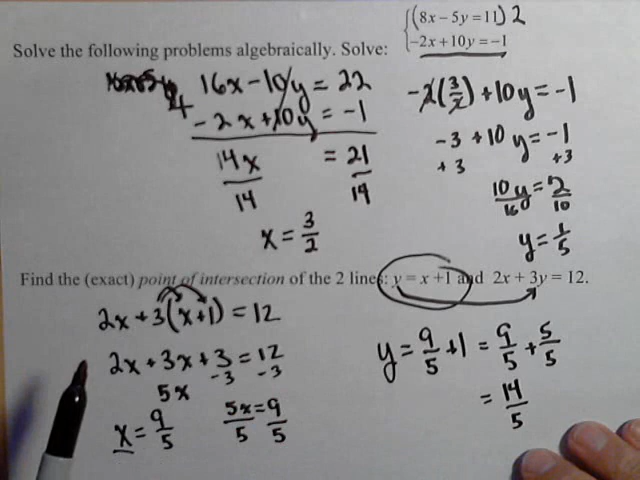 (8x − 5y = 11) 2
Solve the following problems algebraically. Solve: −2x + 10y = −1
16x − 10y = 22
+ − 2x + 10y = −1
14x = 21
14 14
x = 3/2
−2(3/2) + 10y = −1
−3 + 10y = −1
+3 +3
10y = 2
10 10
y = 1/5
Find the (exact) point of intersection of the 2 lines: y = x + 1 and 2x + 3y = 12.
2x + 3(x + 1) = 12
2x + 3x + 3 = 12
−3 −3
5x
5x/5 = 9/5
x = 9/5
y = 9/5 + 1 = 9/5 + 5/5
= 14/5